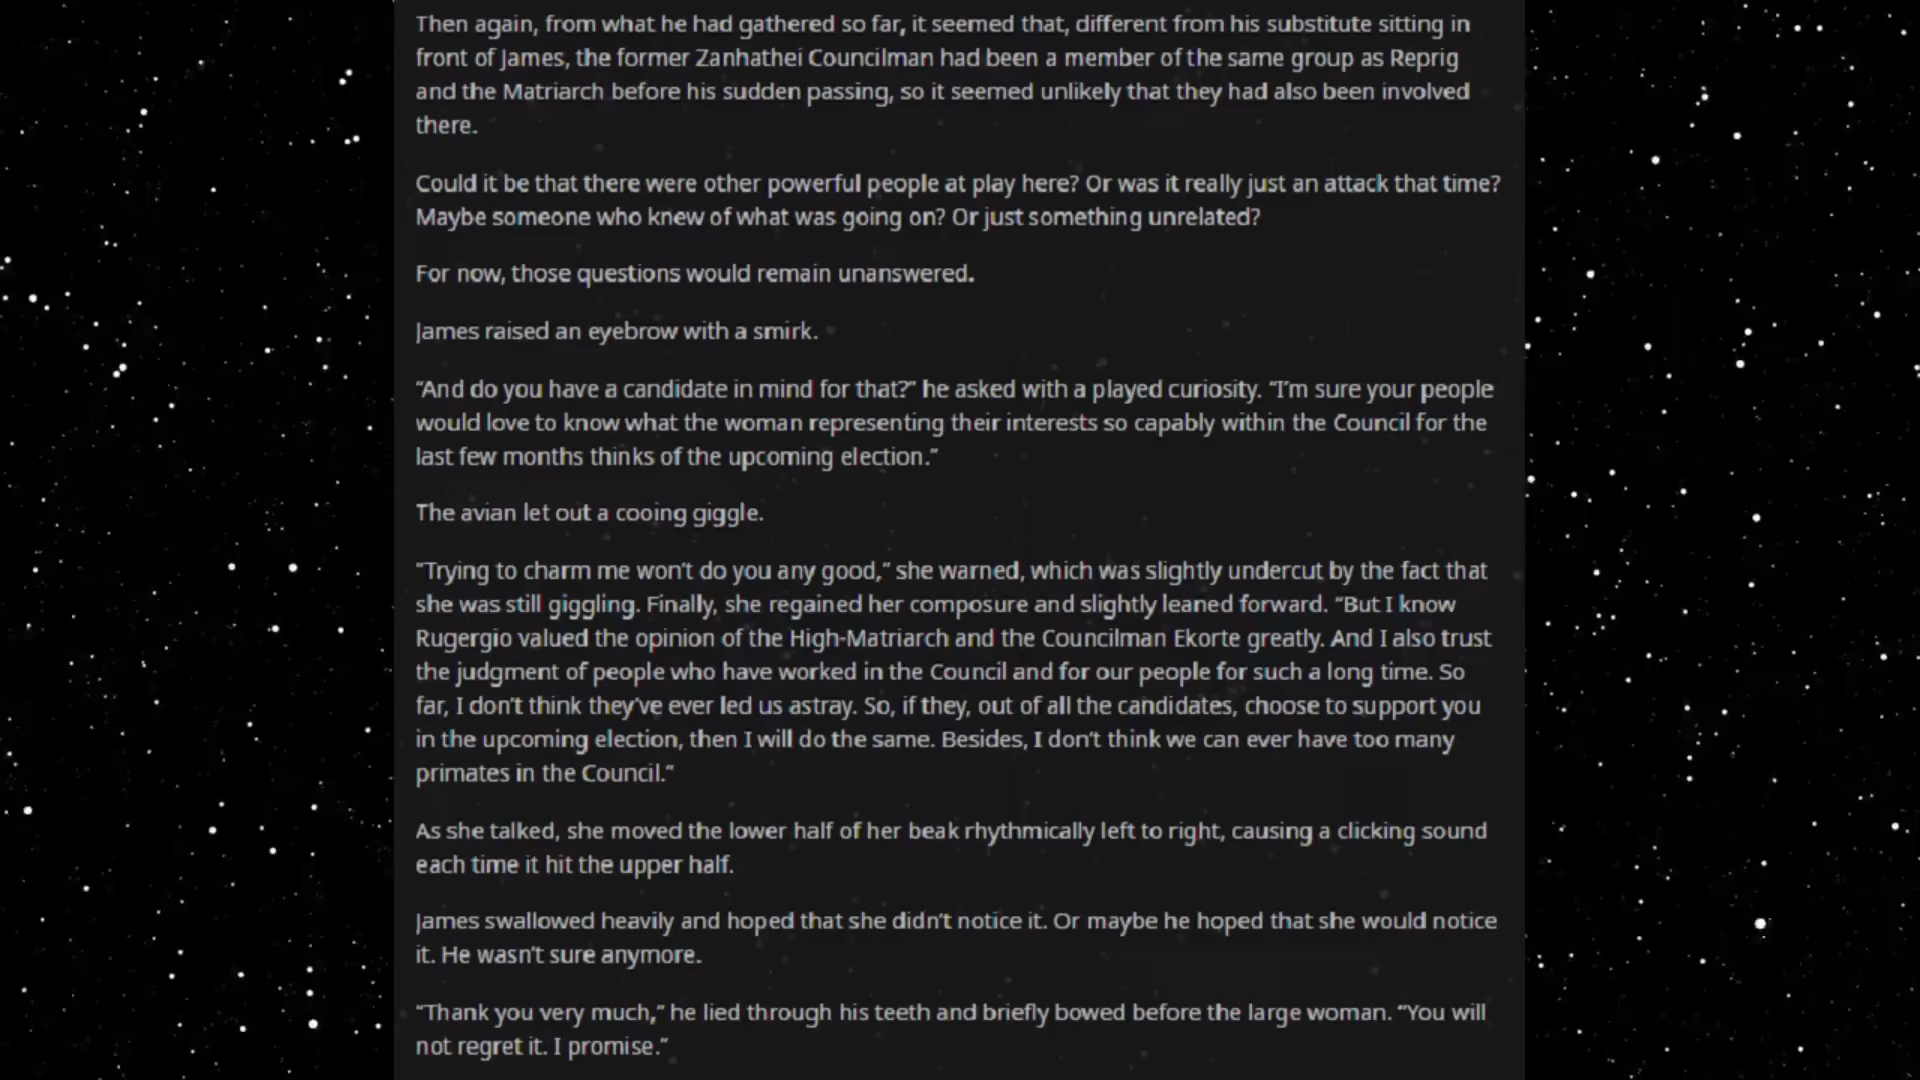 Then again, from what he had gathered so far, it seemed that, different from his substitute sitting in
front of James, the former Zanhathei Councilman had been a member of the same group as Reprig
and the Matriarch before his sudden passing, so it seemed unlikely that they had also been involved
there.
Could it be that there were other powerful people at play here? Or was it really just an attack that time?
Maybe someone who knew of what was going on? Or just something unrelated?
For now, those questions would remain unanswered.
James raised an eyebrow with a smirk.
“And do you have a candidate in mind for that?” he asked with a played curiosity. “I’m sure your people
would love to know what the woman representing their interests so capably within the Council for the
last few months thinks of the upcoming election.”
The avian let out a cooing giggle.
“Trying to charm me won’t do you any good,” she warned, which was slightly undercut by the fact that
she was still giggling. Finally, she regained her composure and slightly leaned forward. “But I know
Rugergio valued the opinion of the High-Matriarch and the Councilman Ekorte greatly. And I also trust
the judgment of people who have worked in the Council and for our people for such a long time. So
far, I don’t think they’ve ever led us astray. So, if they, out of all the candidates, choose to support you
in the upcoming election, then I will do the same. Besides, I don’t think we can ever have too many
primates in the Council.”
As she talked, she moved the lower half of her beak rhythmically left to right, causing a clicking sound
each time it hit the upper half.
James swallowed heavily and hoped that she didn’t notice it. Or maybe he hoped that she would notice
it. He wasn’t sure anymore.
“Thank you very much,” he lied through his teeth and briefly bowed before the large woman. “You will
not regret it. I promise.”